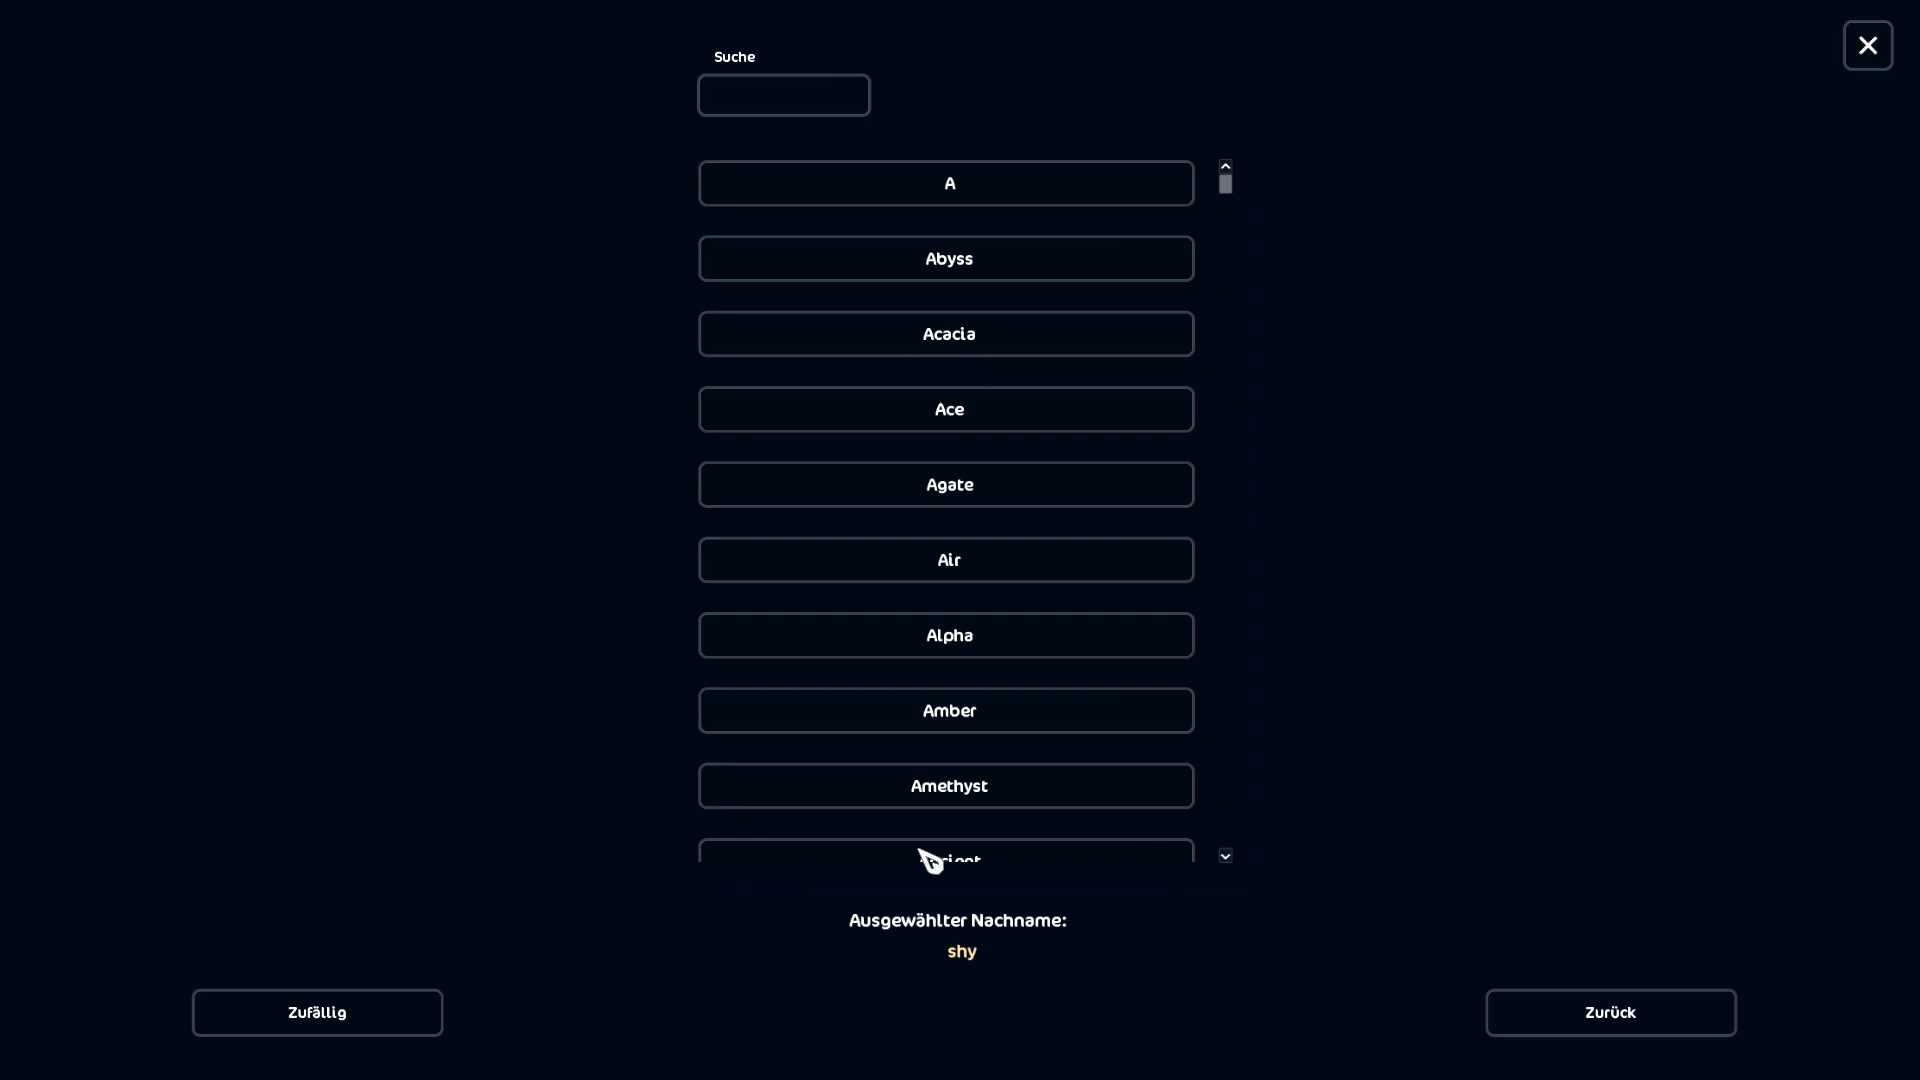 Suche
A
Abyss
Acacia
Ace
Agate
Air
Alpha
Amber
Amethyst
Ausgewählter Nachname:
shy
Zufällig
Zurück